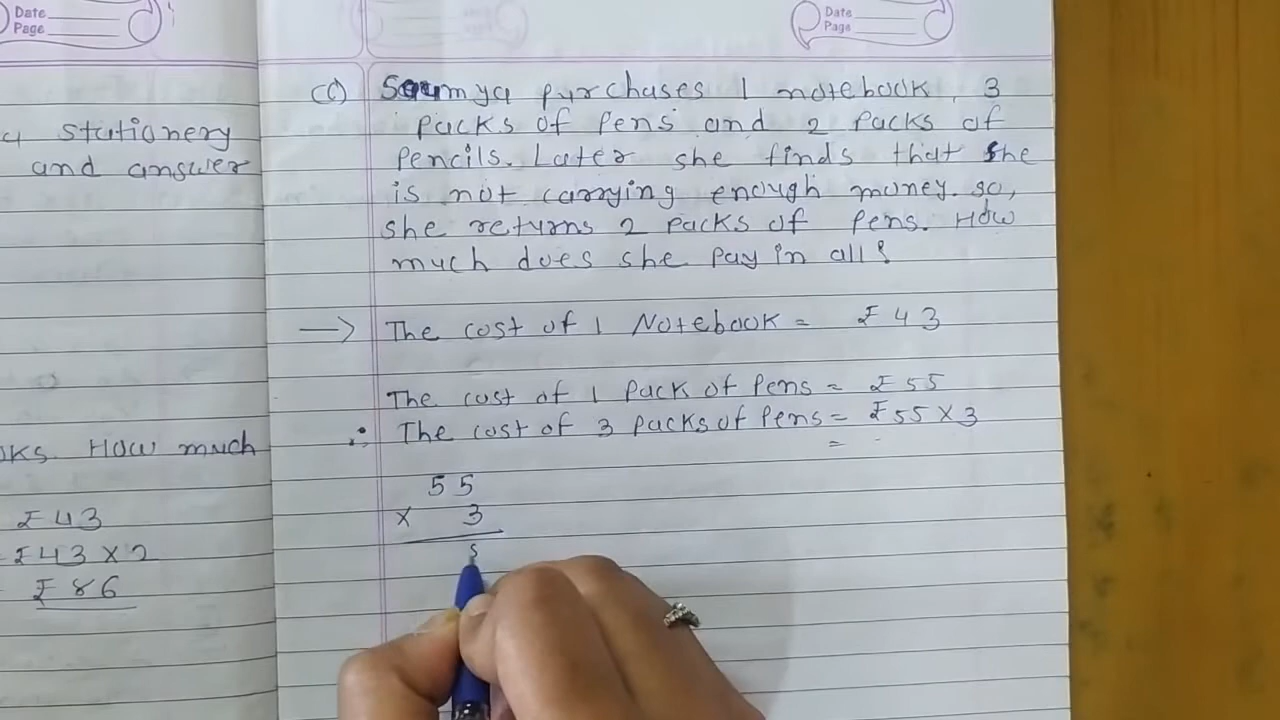 Date
Page
Date
Page
a stationery
and answer
oks. How much
₹43
₹43 × 2
₹86
(c) Soumya purchases 1 notebook, 3
packs of pens and 2 packs of
pencils. Later she finds that she
is not carrying enough money. so,
she returns 2 packs of pens. How
much does she pay in all?
→ The cost of 1 Notebook = ₹43
The cost of 1 pack of pens = ₹55
∴ The cost of 3 packs of pens = ₹55 × 3
=
55
× 3
5